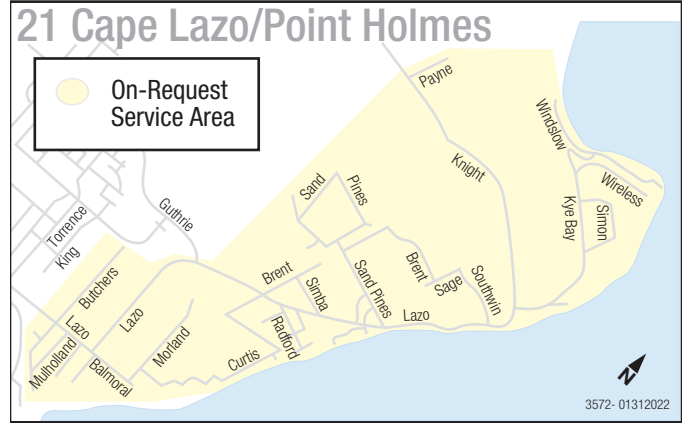 21 Cape Lazo/Point Holmes
On-Request
Service Area
Payne
Windslow
Knight
Wireless
Kye Bay
Simon
Sand
Pines
Guthrie
Torrence
King
Butchers
Brent
Simba
Sand Pines
Brent
Sage
Southwin
Lazo
Lazo
Lazo
Radford
Morland
Curtis
Mulholland
Balmoral
N
3572- 01312022